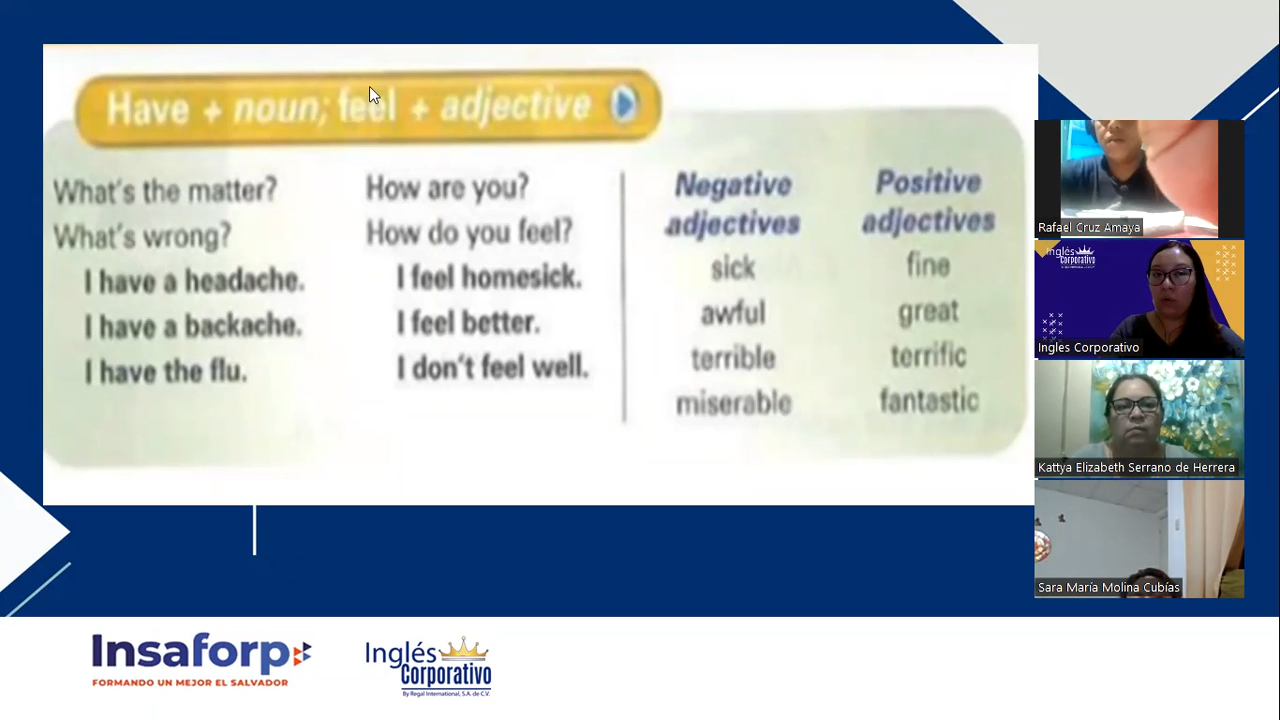 Have + noun; feel + adjective
What's the matter?
What's wrong?
I have a headache.
I have a backache.
I have the flu.
How are you?
How do you feel?
I feel homesick.
I feel better.
I don't feel well.
Negative
adjectives
sick
awful
terrible
miserable
Positive
adjectives
fine
great
terrific
fantastic
Rafael Cruz Amaya
Inglés
Corporativo
Ingles Corporativo
Kattya Elizabeth Serrano de Herrera
Sara María Molina Cubías
Insaforp
FORMANDO UN MEJOR EL SALVADOR
Inglés
Corporativo
By Regal International, S.A. de C.V.